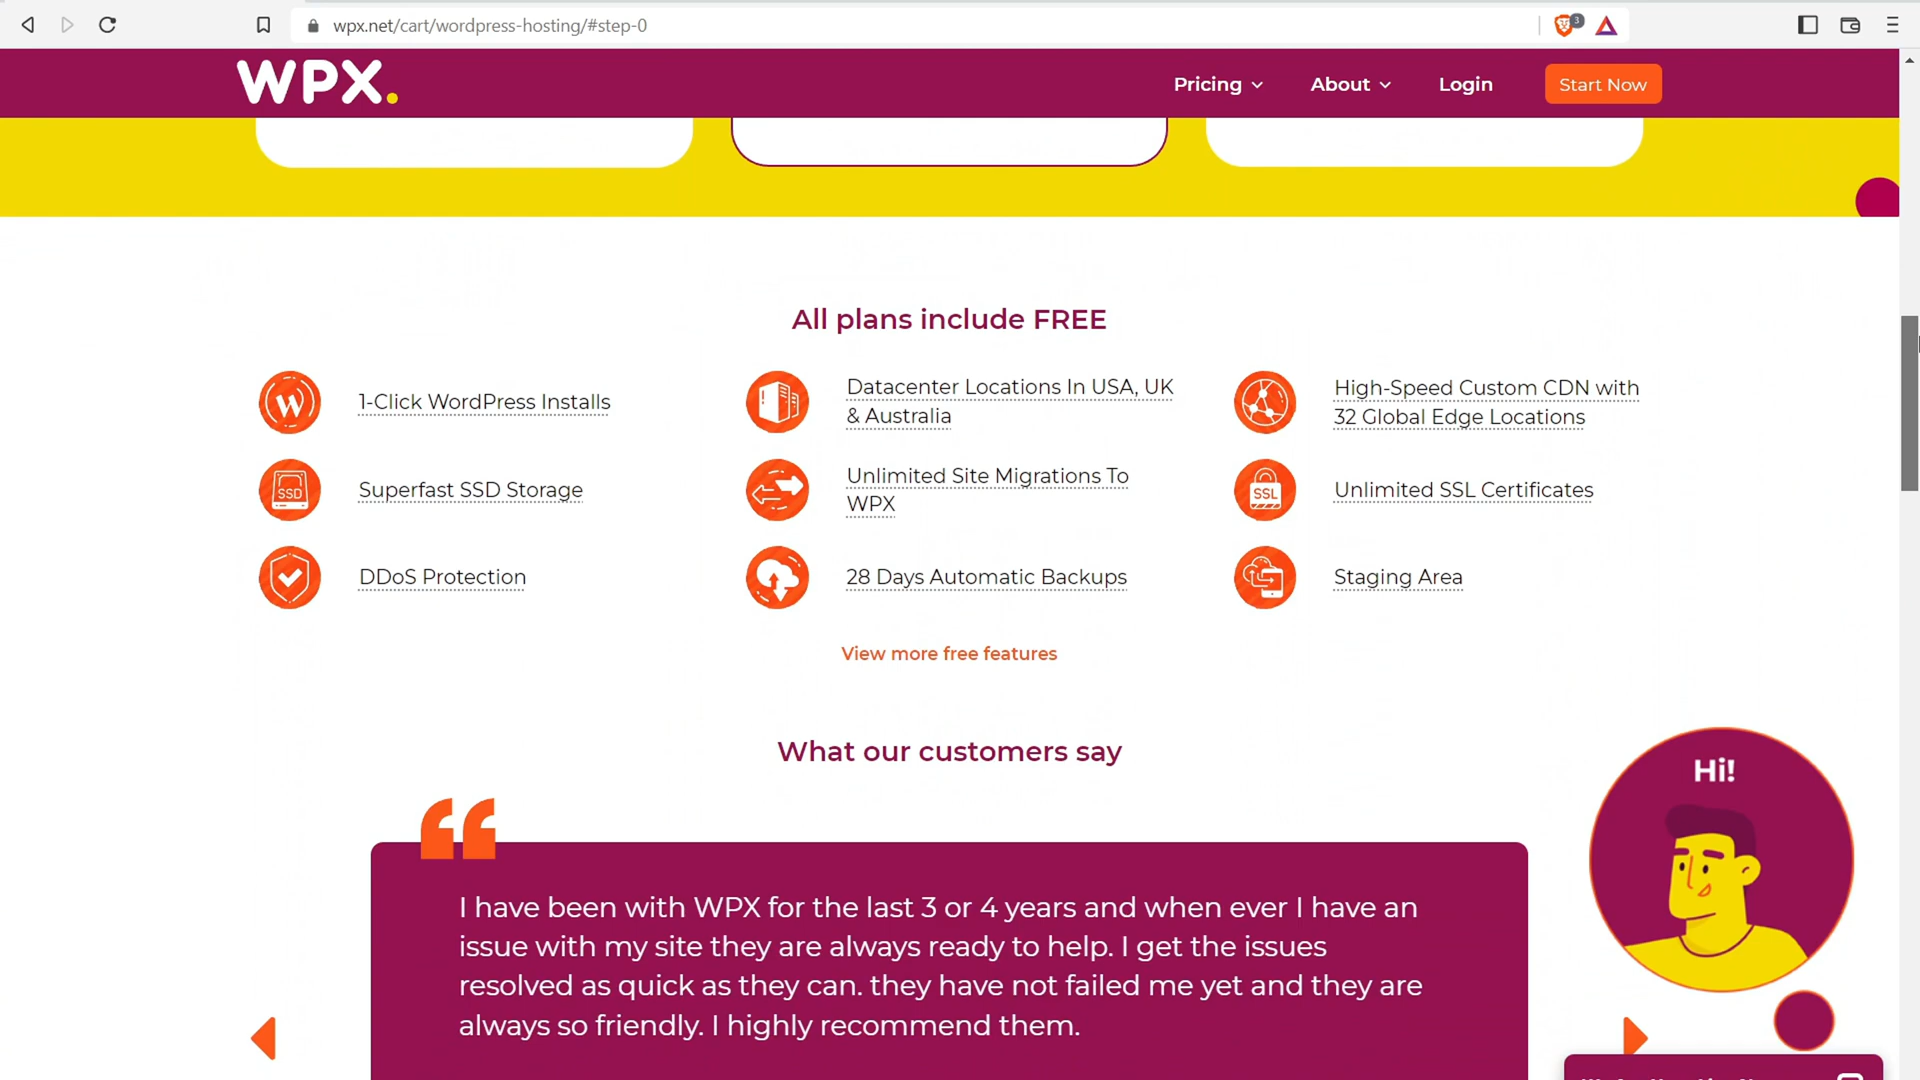 wpx.net/cart/wordpress-hosting/#step-0
3
WPX.
Pricing
About
Login
Start Now
All plans include FREE
1-Click WordPress Installs
Datacenter Locations In USA, UK
& Australia
High-Speed Custom CDN with
32 Global Edge Locations
SSD
Superfast SSD Storage
Unlimited Site Migrations To
WPX
SSL
Unlimited SSL Certificates
DDoS Protection
28 Days Automatic Backups
Staging Area
View more free features
What our customers say
Hi!
I have been with WPX for the last 3 or 4 years and when ever I have an
issue with my site they are always ready to help. I get the issues
resolved as quick as they can. they have not failed me yet and they are
always so friendly. I highly recommend them.